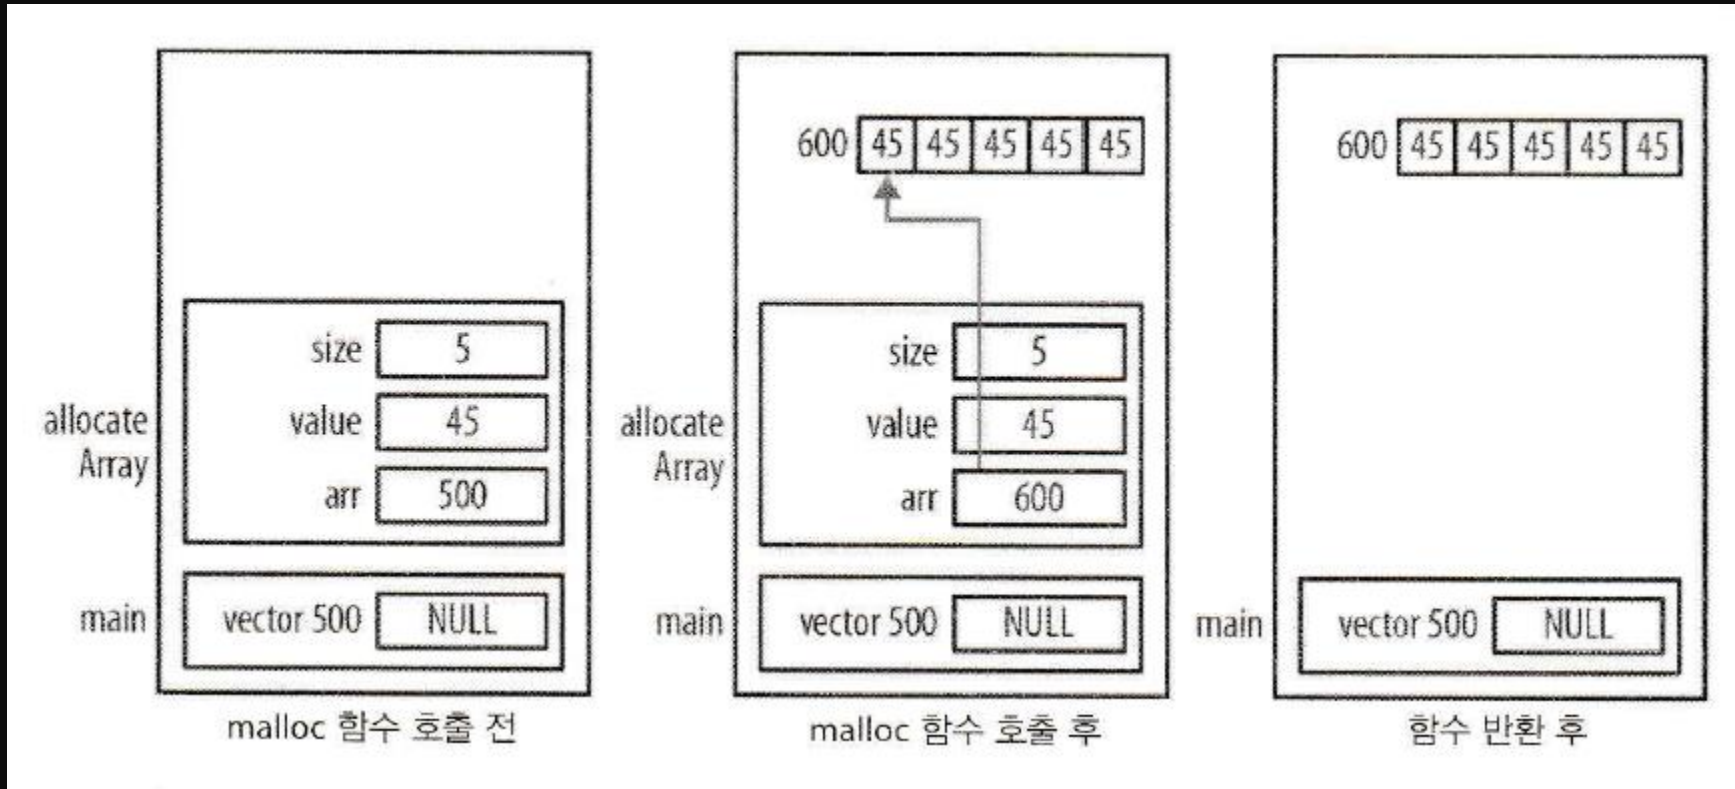 600 45 45 45 45 45
600 45 45 45 45 45
size 5
value 45
arr 500
allocate
Array
size 5
value 45
arr 600
allocate
Array
main vector 500 NULL
main vector 500 NULL
main vector 500 NULL
malloc 함수 호출 전
malloc 함수 호출 후
함수 반환 후